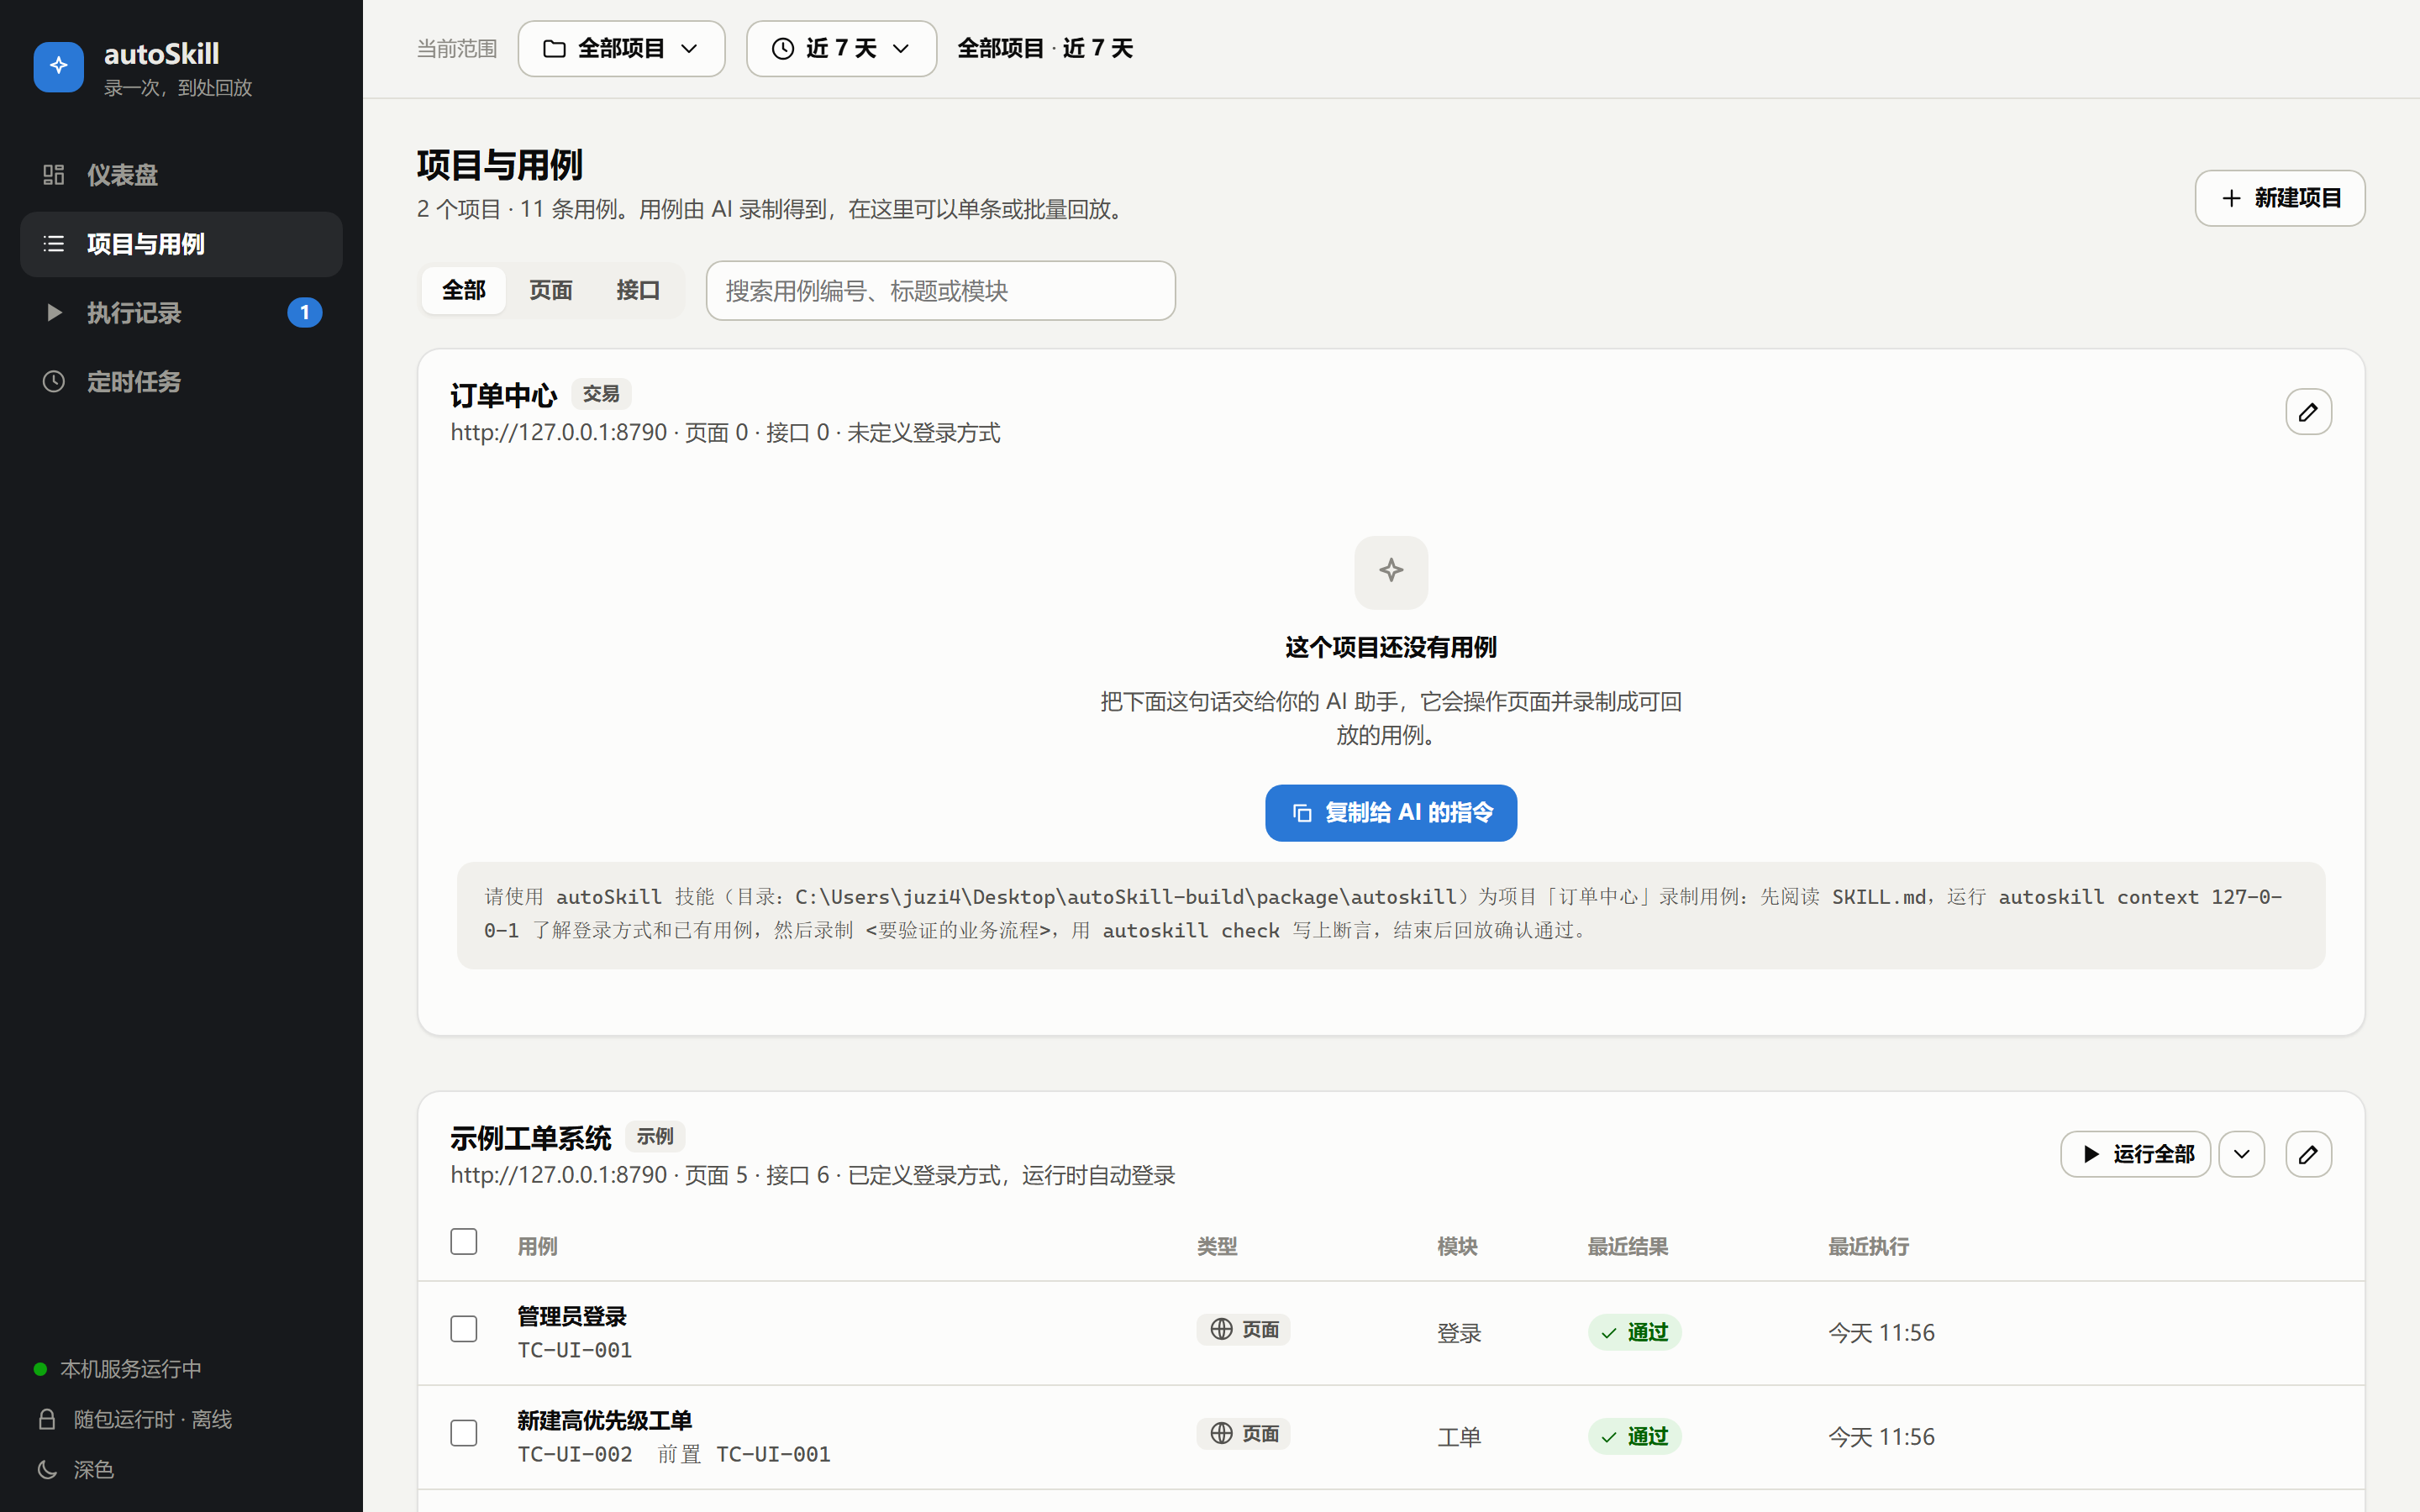 autoSkill
录一次，到处回放
仪表盘
项目与用例
执行记录
1
定时任务
本机服务运行中
随包运行时 · 离线
深色
当前范围
全部项目
近 7 天
全部项目 · 近 7 天
项目与用例
2 个项目 · 11 条用例。用例由 AI 录制得到，在这里可以单条或批量回放。
新建项目
全部
页面
接口
搜索用例编号、标题或模块
订单中心
交易
http://127.0.0.1:8790 · 页面 0 · 接口 0 · 未定义登录方式
这个项目还没有用例
把下面这句话交给你的 AI 助手，它会操作页面并录制成可回
放的用例。
复制给 AI 的指令
请使用 autoSkill 技能（目录：C:\Users\juzi4\Desktop\autoSkill-build\package\autoskill）为项目「订单中心」录制用例：先阅读 SKILL.md，运行 autoskill context 127-0-
0-1 了解登录方式和已有用例，然后录制 <要验证的业务流程>，用 autoskill check 写上断言，结束后回放确认通过。
示例工单系统
示例
http://127.0.0.1:8790 · 页面 5 · 接口 6 · 已定义登录方式，运行时自动登录
运行全部
用例 类型 模块 最近结果 最近执行
管理员登录
TC-UI-001
页面
登录
通过
今天 11:56
新建高优先级工单
TC-UI-002 前置 TC-UI-001
页面
工单
通过
今天 11:56